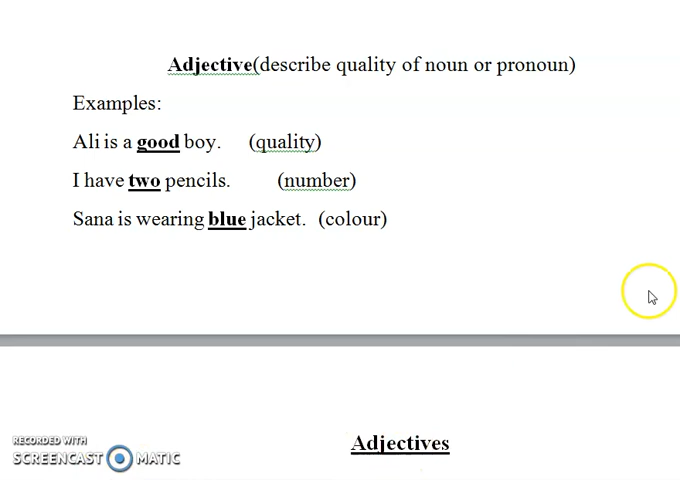 Adjective(describe quality of noun or pronoun)
Examples:
Ali is a good boy. (quality)
I have two pencils. (number)
Sana is wearing blue jacket. (colour)
Adjectives
RECORDED WITH
SCREENCAST MATIC